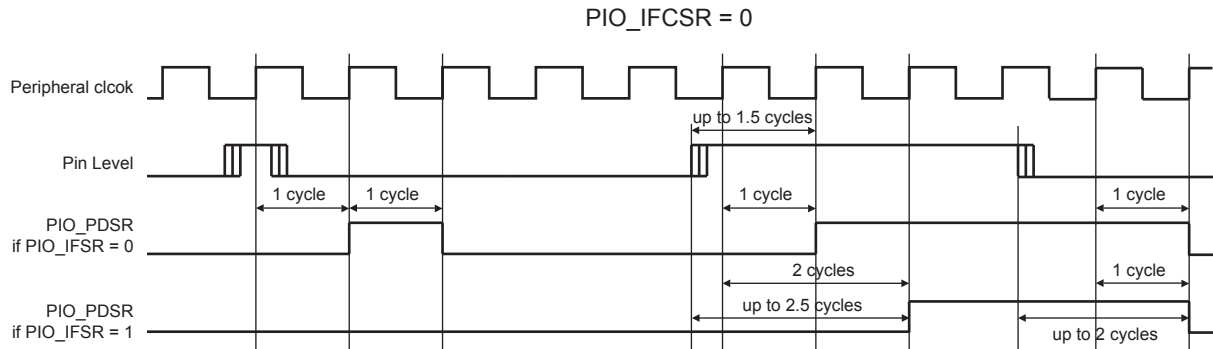 PIO_IFCSR = 0
Peripheral clcok
up to 1.5 cycles
Pin Level
1 cycle
1 cycle
1 cycle
1 cycle
PIO_PDSR
if PIO_IFSR = 0
2 cycles
1 cycle
PIO_PDSR
if PIO_IFSR = 1
up to 2.5 cycles
up to 2 cycles